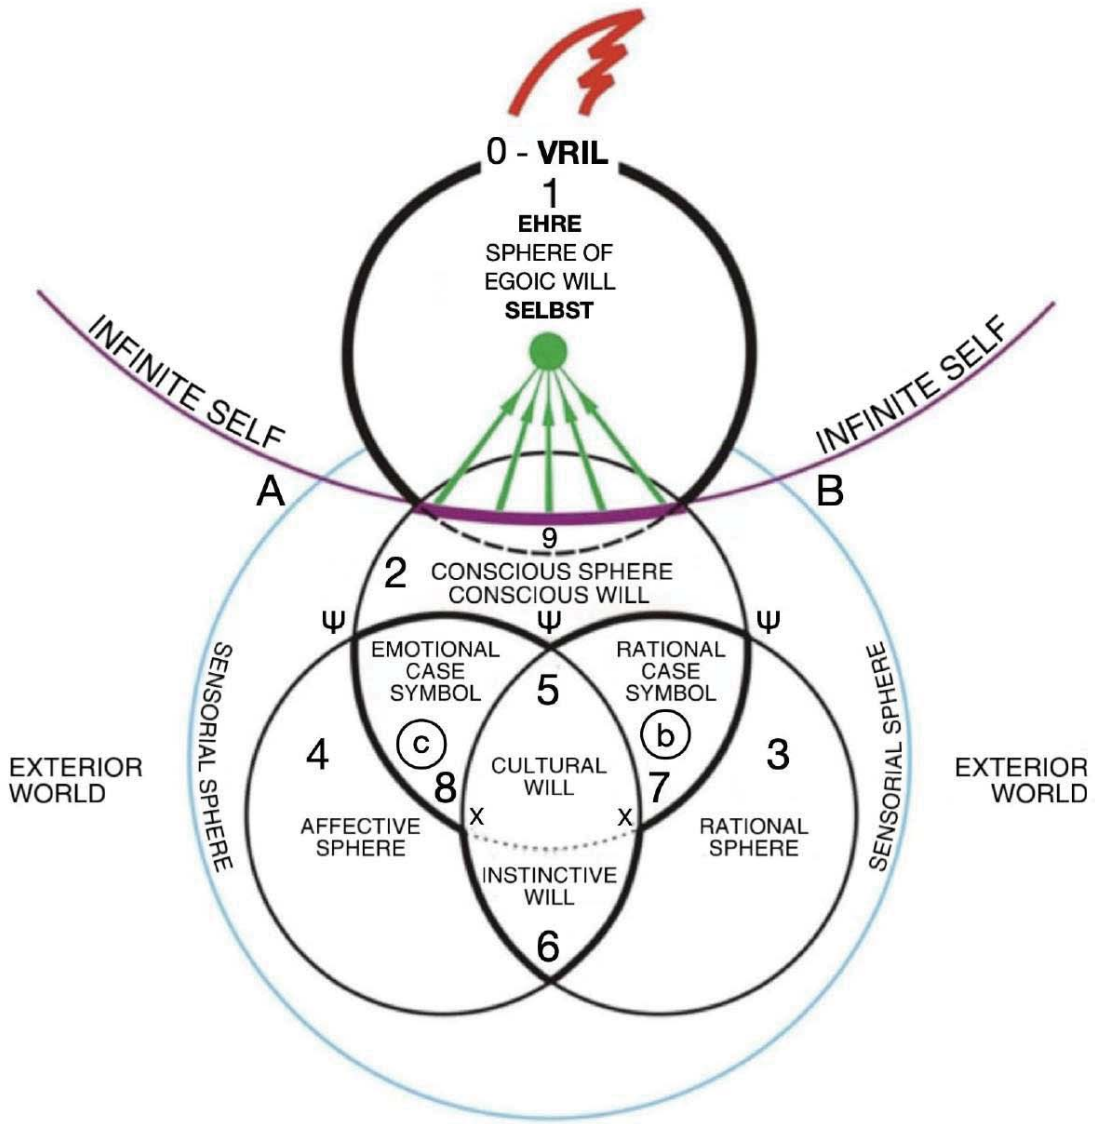 0 - VRIL
1
EHRE
SPHERE OF
EGOIC WILL
SELBST
INFINITE SELF
INFINITE SELF
A
B
9
2
CONSCIOUS SPHERE
CONSCIOUS WILL
Ψ
Ψ
Ψ
EMOTIONAL
CASE
SYMBOL
RATIONAL
CASE
SYMBOL
5
c
b
4
3
SENSORIAL SPHERE
SENSORIAL SPHERE
EXTERIOR
WORLD
EXTERIOR
WORLD
CULTURAL
WILL
8
7
x
x
AFFECTIVE
SPHERE
RATIONAL
SPHERE
INSTINCTIVE
WILL
6